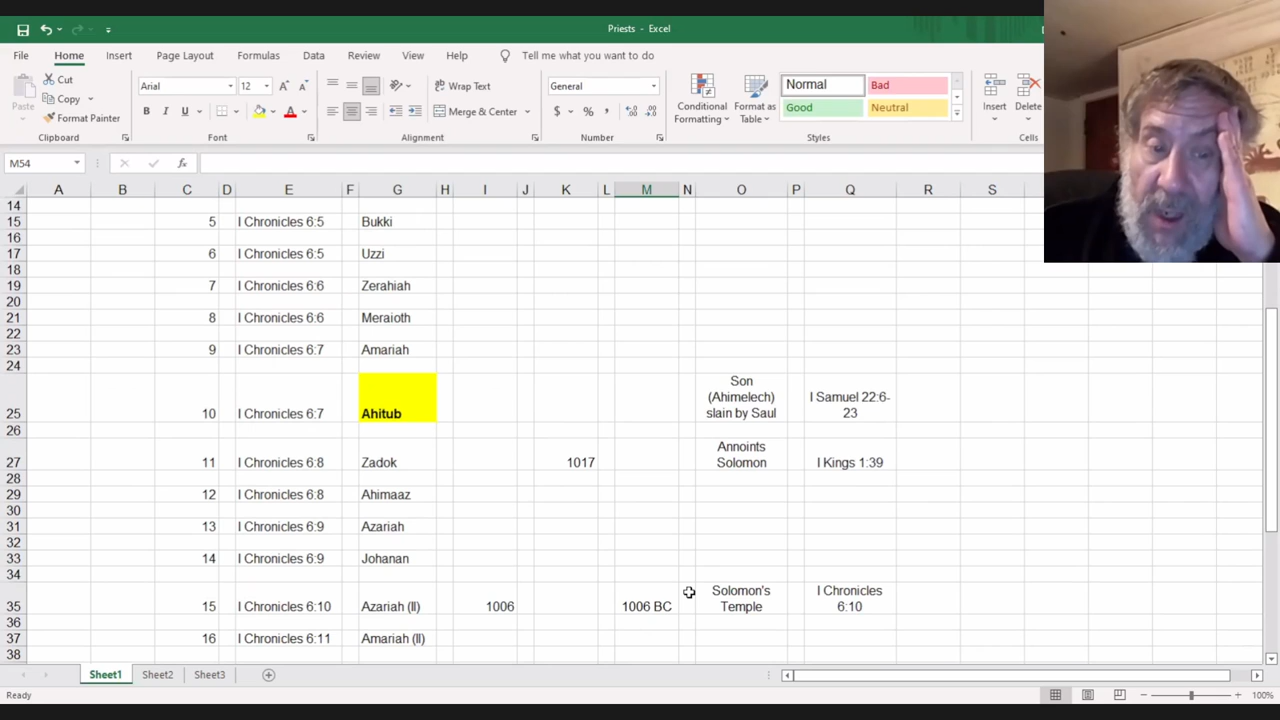 Priests - Excel
File Home Insert Page Layout Formulas Data Review View Help Tell me what you want to do
Paste
Cut
Copy
Format Painter
Clipboard
Arial 12
B I U
Font
Wrap Text
Merge & Center
Alignment
General
$ % ,
Number
Conditional Formatting
Format as Table
Normal Bad
Good Neutral
Styles
Insert Delete
Cells
M54 fx
A B C D E F G H I J K L M N O P Q R S
14
15 5 I Chronicles 6:5 Bukki
16
17 6 I Chronicles 6:5 Uzzi
18
19 7 I Chronicles 6:6 Zerahiah
20
21 8 I Chronicles 6:6 Meraioth
22
23 9 I Chronicles 6:7 Amariah
24
Son
(Ahimelech) I Samuel 22:6-
25 10 I Chronicles 6:7 Ahitub slain by Saul 23
26
Annoints
27 11 I Chronicles 6:8 Zadok 1017 Solomon I Kings 1:39
28
29 12 I Chronicles 6:8 Ahimaaz
30
31 13 I Chronicles 6:9 Azariah
32
33 14 I Chronicles 6:9 Johanan
34
Solomon's I Chronicles
35 15 I Chronicles 6:10 Azariah (II) 1006 1006 BC Temple 6:10
36
37 16 I Chronicles 6:11 Amariah (II)
38
Sheet1 Sheet2 Sheet3
Ready 100%